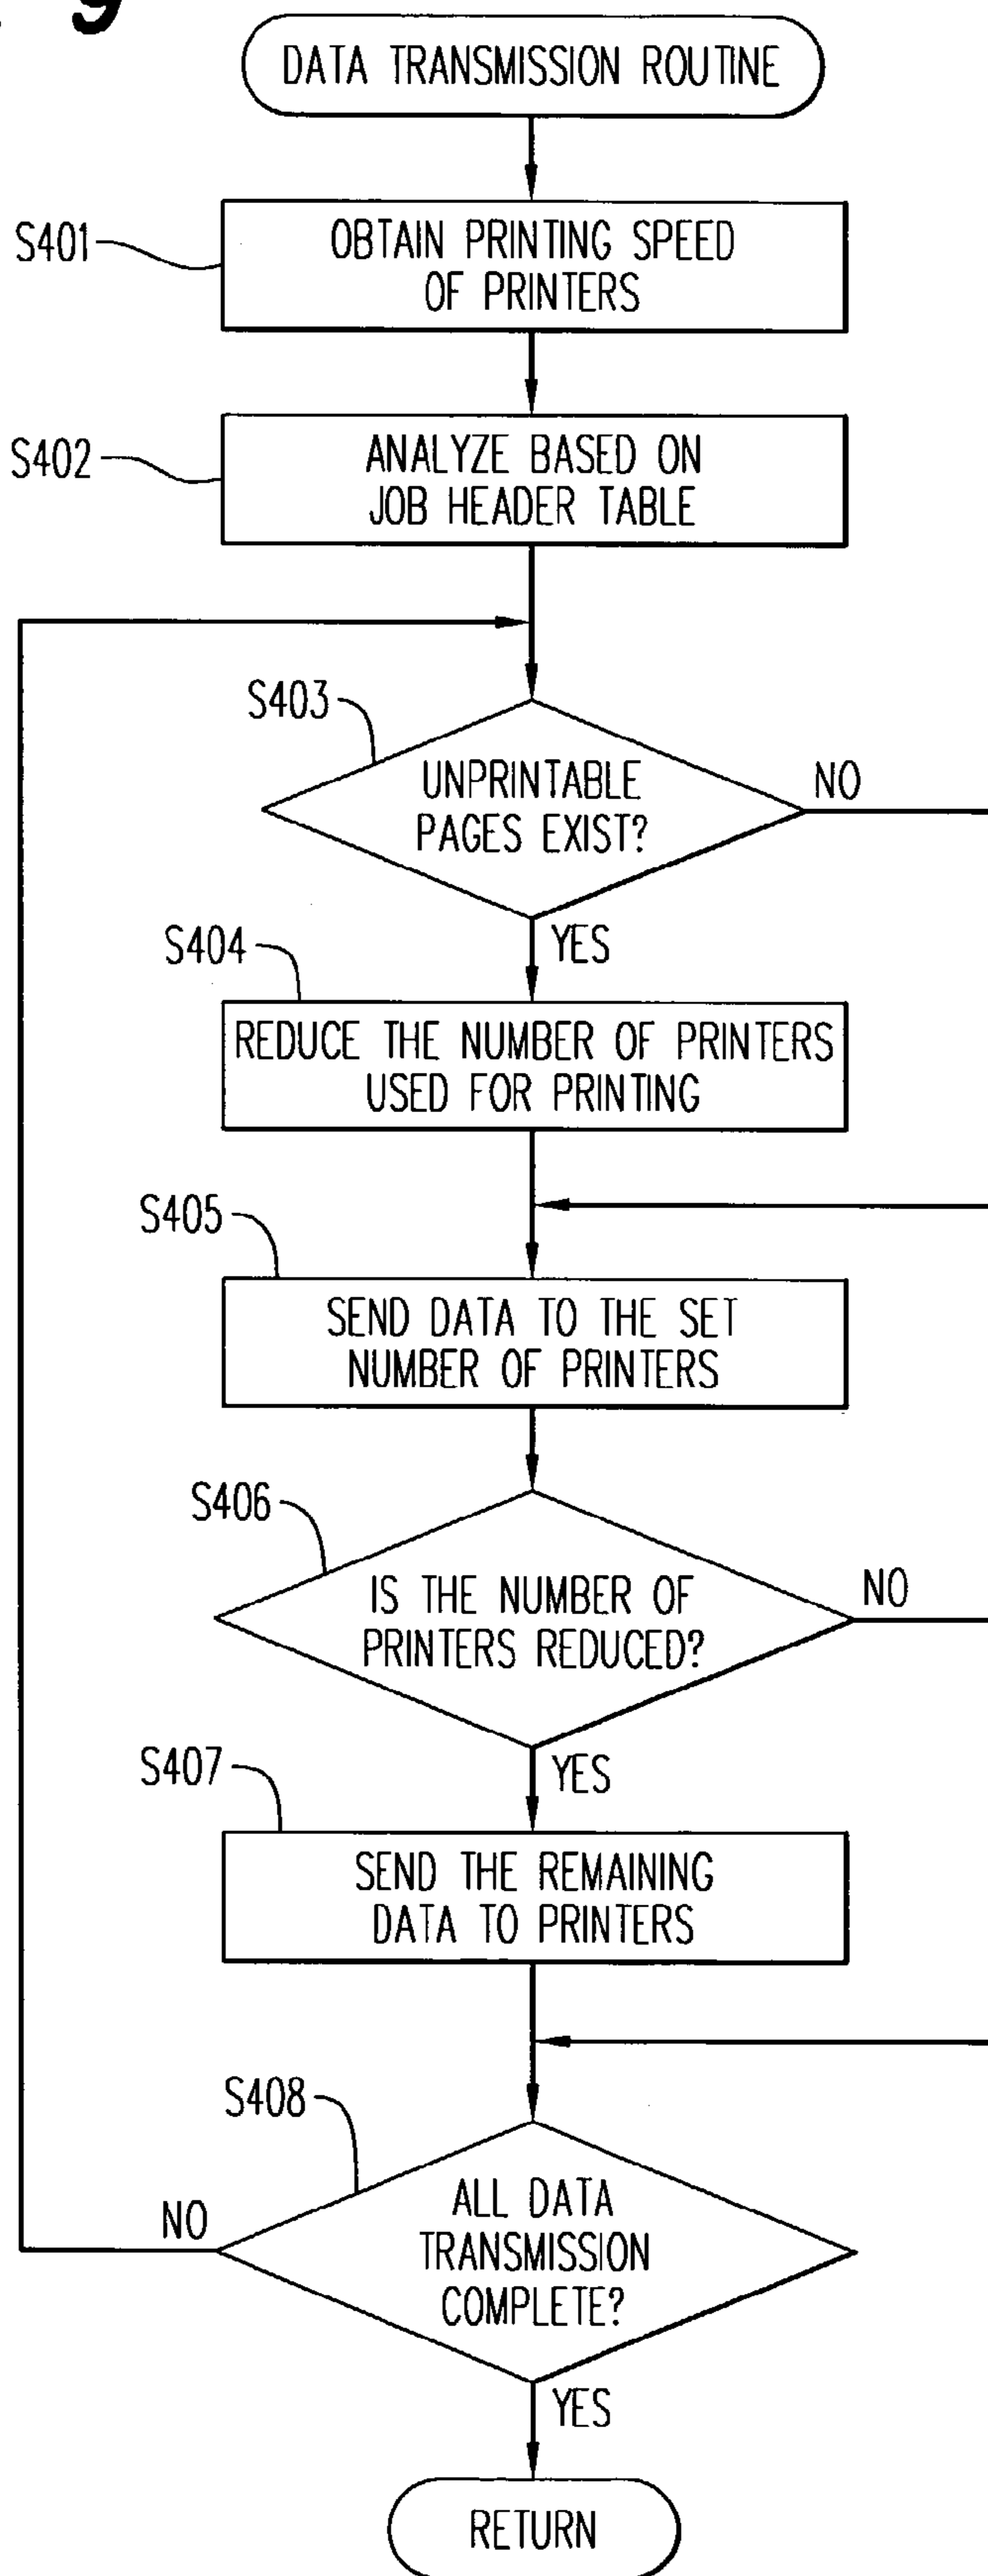 9
DATA TRANSMISSION ROUTINE
S401
OBTAIN PRINTING SPEED
OF PRINTERS
S402
ANALYZE BASED ON
JOB HEADER TABLE
S403
UNPRINTABLE
PAGES EXIST?
NO
YES
S404
REDUCE THE NUMBER OF PRINTERS
USED FOR PRINTING
S405
SEND DATA TO THE SET
NUMBER OF PRINTERS
S406
IS THE NUMBER OF
PRINTERS REDUCED?
NO
YES
S407
SEND THE REMAINING
DATA TO PRINTERS
S408
ALL DATA
TRANSMISSION
COMPLETE?
NO
YES
RETURN